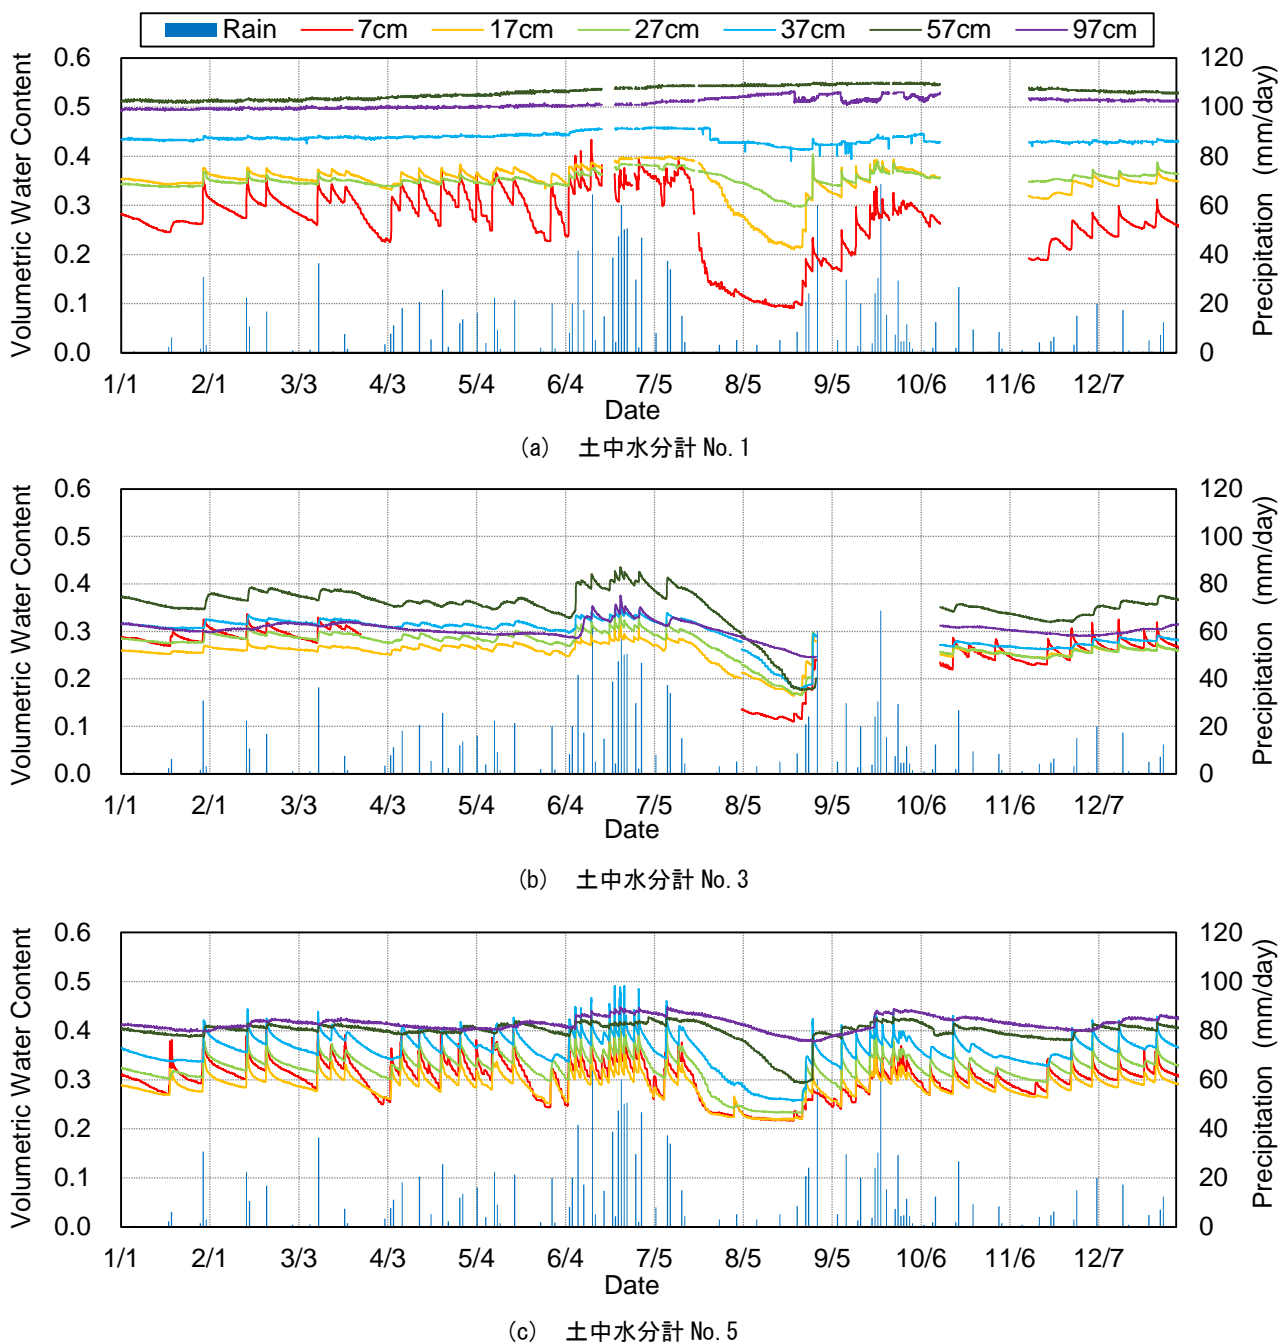 Rain 7cm 17cm 27cm 37cm 57cm 97cm
Volumetric Water Content
0.6
0.5
0.4
0.3
0.2
0.1
0.0
120
100
80
60
40
20
0
Precipitation (mm/day)
1/1 2/1 3/3 4/3 5/4 6/4 7/5 8/5 9/5 10/6 11/6 12/7
Date
(a) 土中水分計 No.1
Volumetric Water Content
0.6
0.5
0.4
0.3
0.2
0.1
0.0
120
100
80
60
40
20
0
Precipitation (mm/day)
1/1 2/1 3/3 4/3 5/4 6/4 7/5 8/5 9/5 10/6 11/6 12/7
Date
(b) 土中水分計 No.3
Volumetric Water Content
0.6
0.5
0.4
0.3
0.2
0.1
0.0
120
100
80
60
40
20
0
Precipitation (mm/day)
1/1 2/1 3/3 4/3 5/4 6/4 7/5 8/5 9/5 10/6 11/6 12/7
Date
(c) 土中水分計 No.5